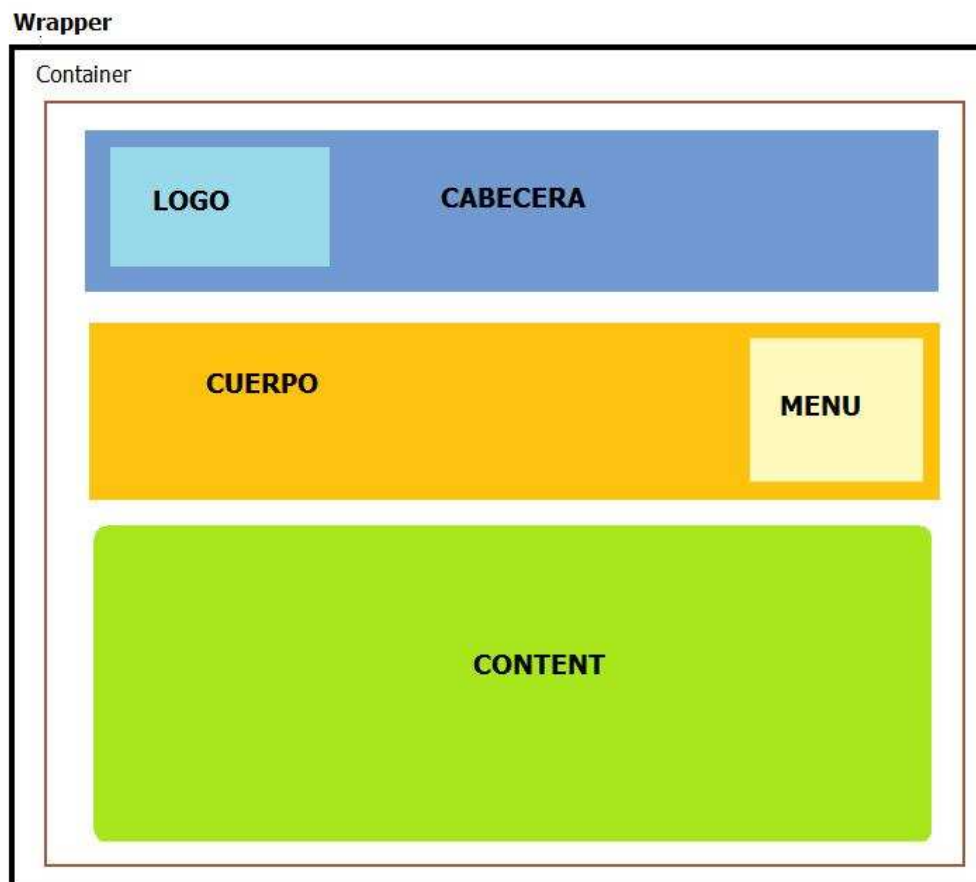 Wrapper
Container
LOGO
CABECERA
CUERPO
MENU
CONTENT